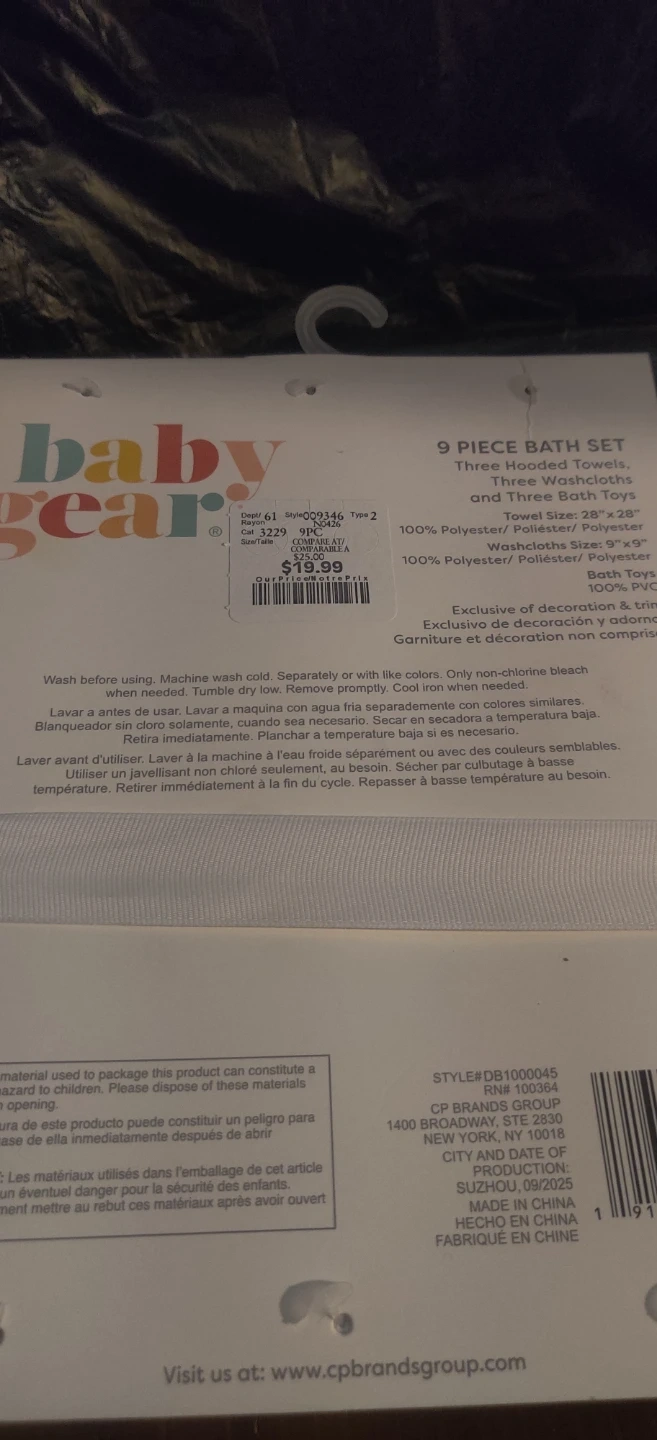 baby
gear®
Dept/ 61 Style 009346 Type 2
Rayon N0426
Cat 3229 9PC
Size/Taille COMPARE AT/
COMPARABLE A
$25.00
$19.99
Our Price/Notre Prix
9 PIECE BATH SET
Three Hooded Towels,
Three Washcloths
and Three Bath Toys
Towel Size: 28"x28"
100% Polyester/ Poliéster/ Polyester
Washcloths Size: 9"x9"
100% Polyester/ Poliéster/ Polyester
Bath Toys
100% PVC
Exclusive of decoration & trim
Exclusivo de decoración y adorno
Garniture et décoration non comprise
Wash before using. Machine wash cold. Separately or with like colors. Only non-chlorine bleach
when needed. Tumble dry low. Remove promptly. Cool iron when needed.
Lavar a antes de usar. Lavar a maquina con agua fria separademente con colores similares.
Blanqueador sin cloro solamente, cuando sea necesario. Secar en secadora a temperatura baja.
Retira imediatamente. Planchar a temperature baja si es necesario.
Laver avant d'utiliser. Laver à la machine à l'eau froide séparément ou avec des couleurs semblables.
Utiliser un javellisant non chloré seulement, au besoin. Sécher par culbutage à basse
température. Retirer immédiatement à la fin du cycle. Repasser à basse température au besoin.
material used to package this product can constitute a
azard to children. Please dispose of these materials
opening.
ura de este producto puede constituir un peligro para
ase de ella inmediatamente después de abrir
: Les matériaux utilisés dans l'emballage de cet article
un éventuel danger pour la sécurité des enfants.
ment mettre au rebut ces matériaux après avoir ouvert
STYLE# DB1000045
RN# 100364
CP BRANDS GROUP
1400 BROADWAY, STE 2830
NEW YORK, NY 10018
CITY AND DATE OF
PRODUCTION:
SUZHOU, 09/2025
MADE IN CHINA
HECHO EN CHINA
FABRIQUÉ EN CHINE
1 91
Visit us at: www.cpbrandsgroup.com